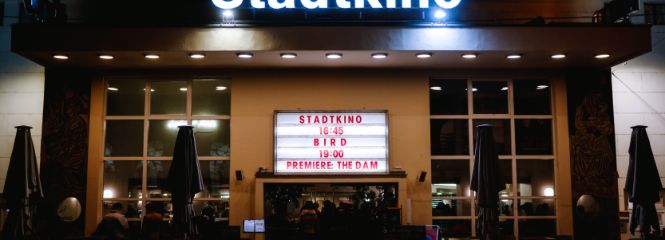 Stadtkino
STADTKINO
16:45
BIRD
19:00
PREMIERE: THE DAM